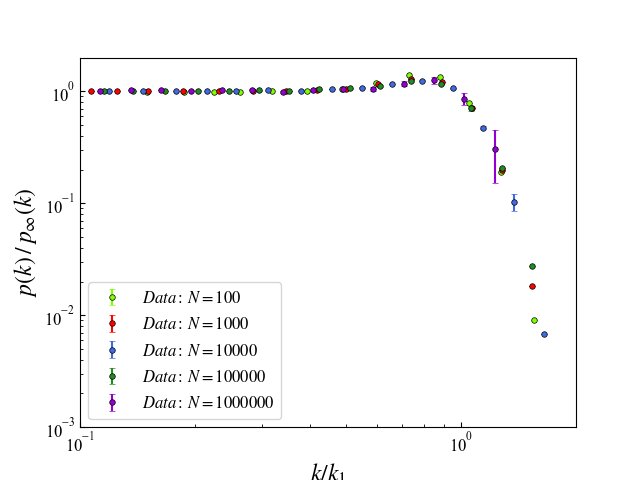 p(k) / p∞(k)
10⁰
10⁻¹
10⁻²
10⁻³
Data: N = 100
Data: N = 1000
Data: N = 10000
Data: N = 100000
Data: N = 1000000
10⁻¹ 10⁰
k/k₁